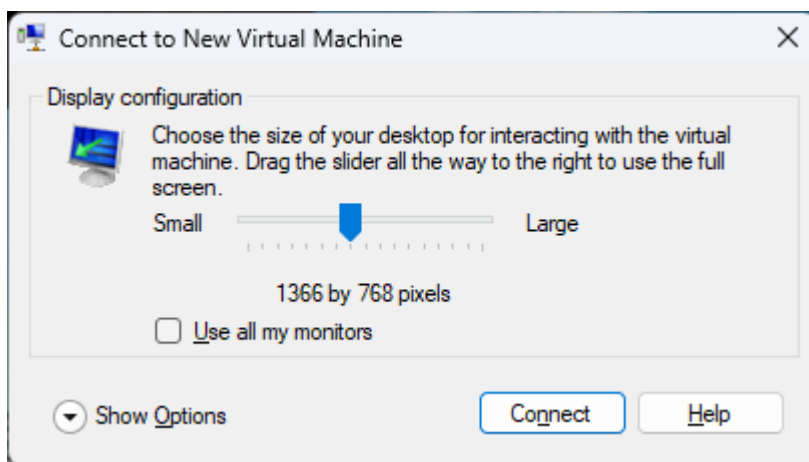 Connect to New Virtual Machine
Display configuration
Choose the size of your desktop for interacting with the virtual
machine. Drag the slider all the way to the right to use the full
screen.
Small Large
1366 by 768 pixels
Use all my monitors
Show Options Connect Help